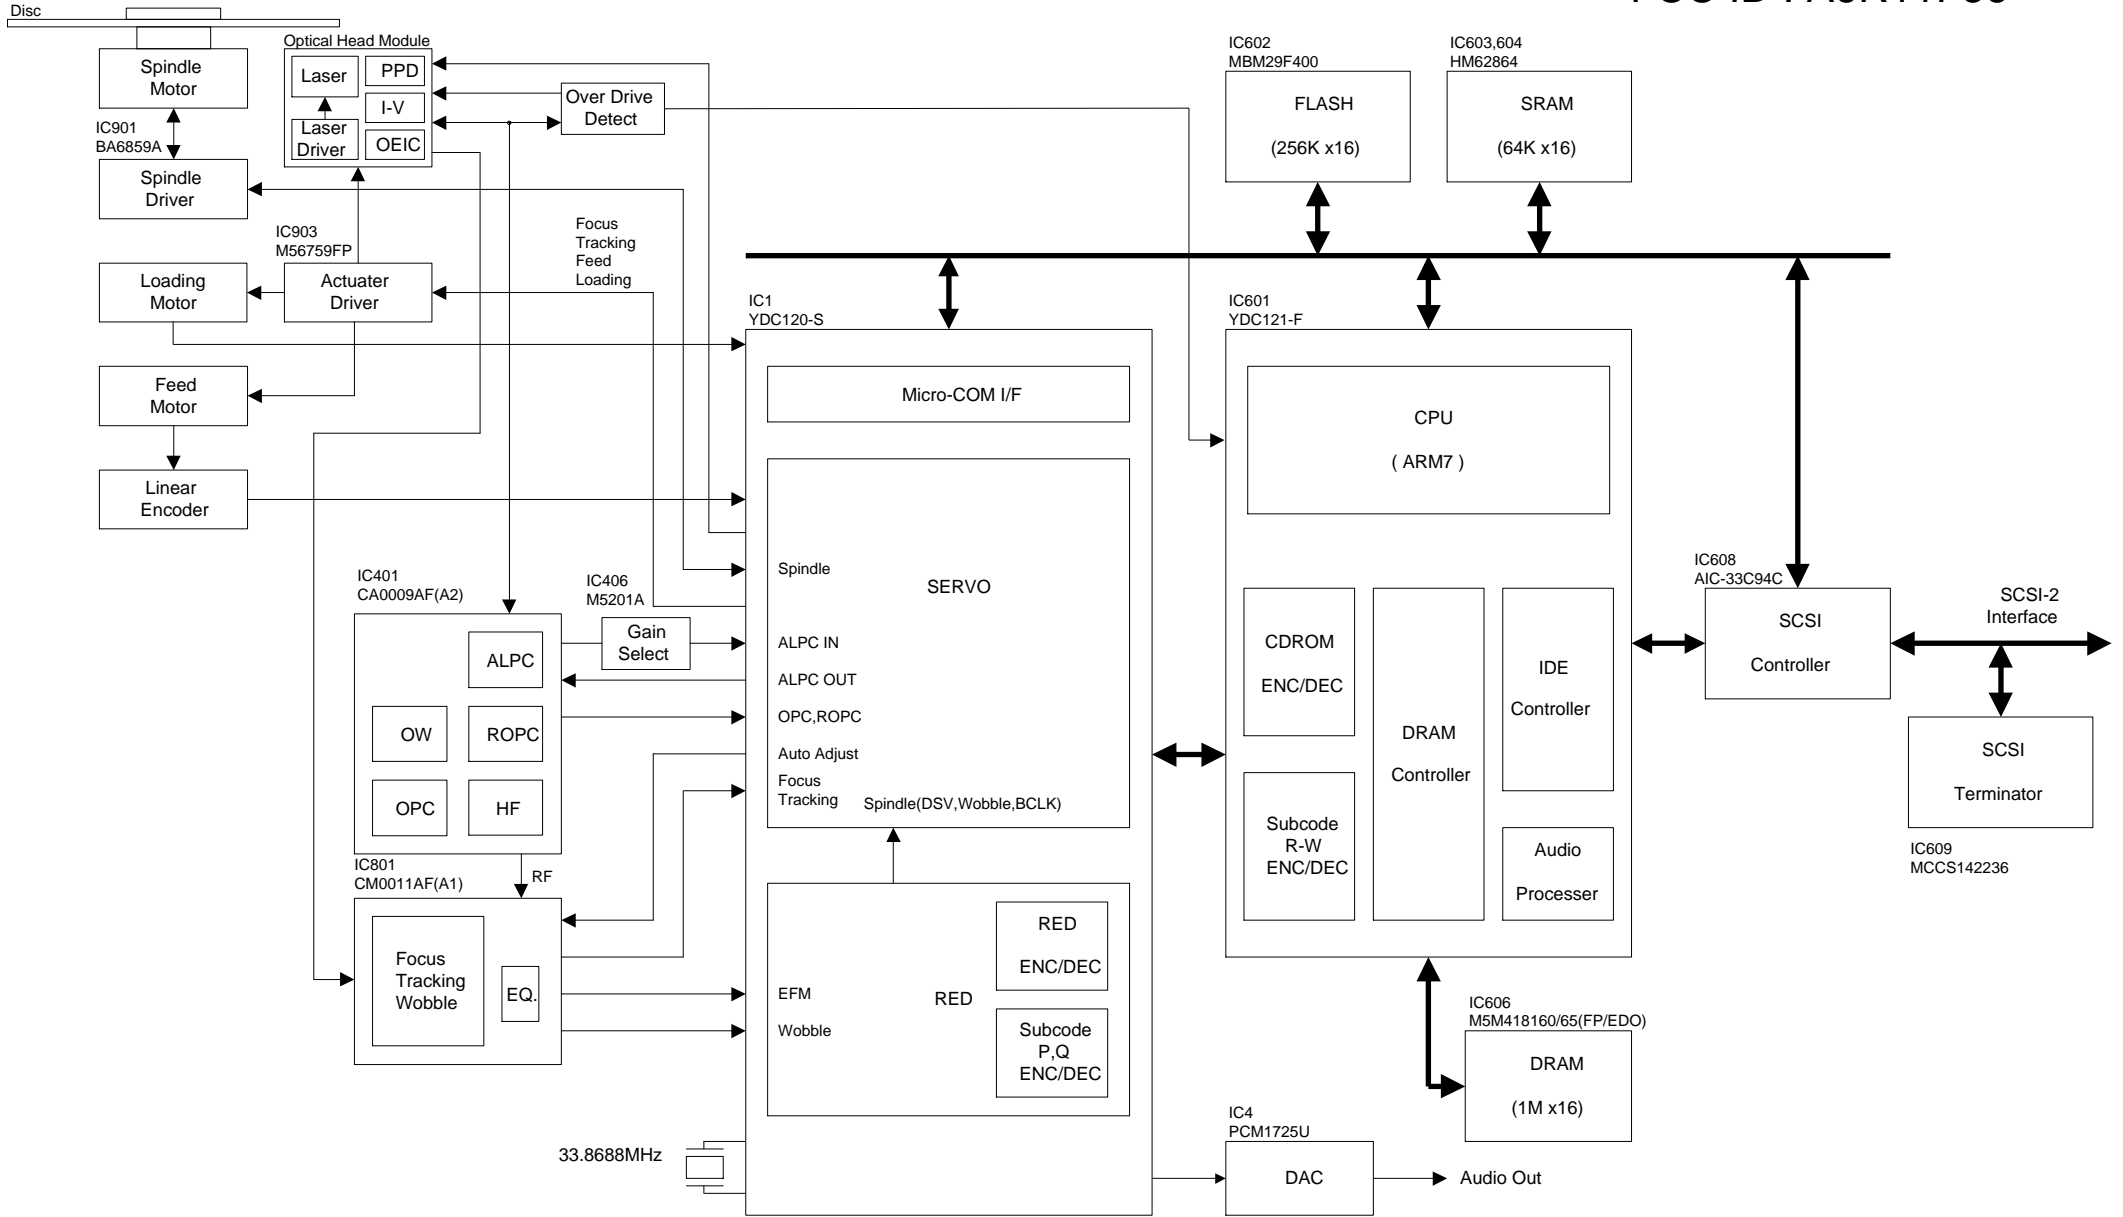 Disc
Spindle
Motor
IC901
BA6859A
Spindle
Driver
Optical Head Module
Laser
PPD
I-V
Laser
Driver
OEIC
Over Drive
Detect
IC903
M56759FP
Actuater
Driver
Focus
Tracking
Feed
Loading
Loading
Motor
Feed
Motor
Linear
Encoder
IC602
MBM29F400
FLASH
(256K x16)
IC603,604
HM62864
SRAM
(64K x16)
IC1
YDC120-S
Micro-COM I/F
SERVO
Spindle
ALPC IN
ALPC OUT
OPC,ROPC
Auto Adjust
Focus
Tracking
Spindle(DSV,Wobble,BCLK)
RED
ENC/DEC
RED
EFM
Wobble
Subcode
P,Q
ENC/DEC
IC401
CA0009AF(A2)
ALPC
OW
ROPC
OPC
HF
IC406
M5201A
Gain
Select
IC801
CM0011AF(A1)
RF
Focus
Tracking
Wobble
EQ.
33.8688MHz
IC601
YDC121-F
CPU
( ARM7 )
CDROM
ENC/DEC
DRAM
Controller
IDE
Controller
Subcode
R-W
ENC/DEC
Audio
Processer
IC608
AIC-33C94C
SCSI
Controller
SCSI-2
Interface
SCSI
Terminator
IC609
MCCS142236
IC606
M5M418160/65(FP/EDO)
DRAM
(1M x16)
IC4
PCM1725U
DAC
Audio Out